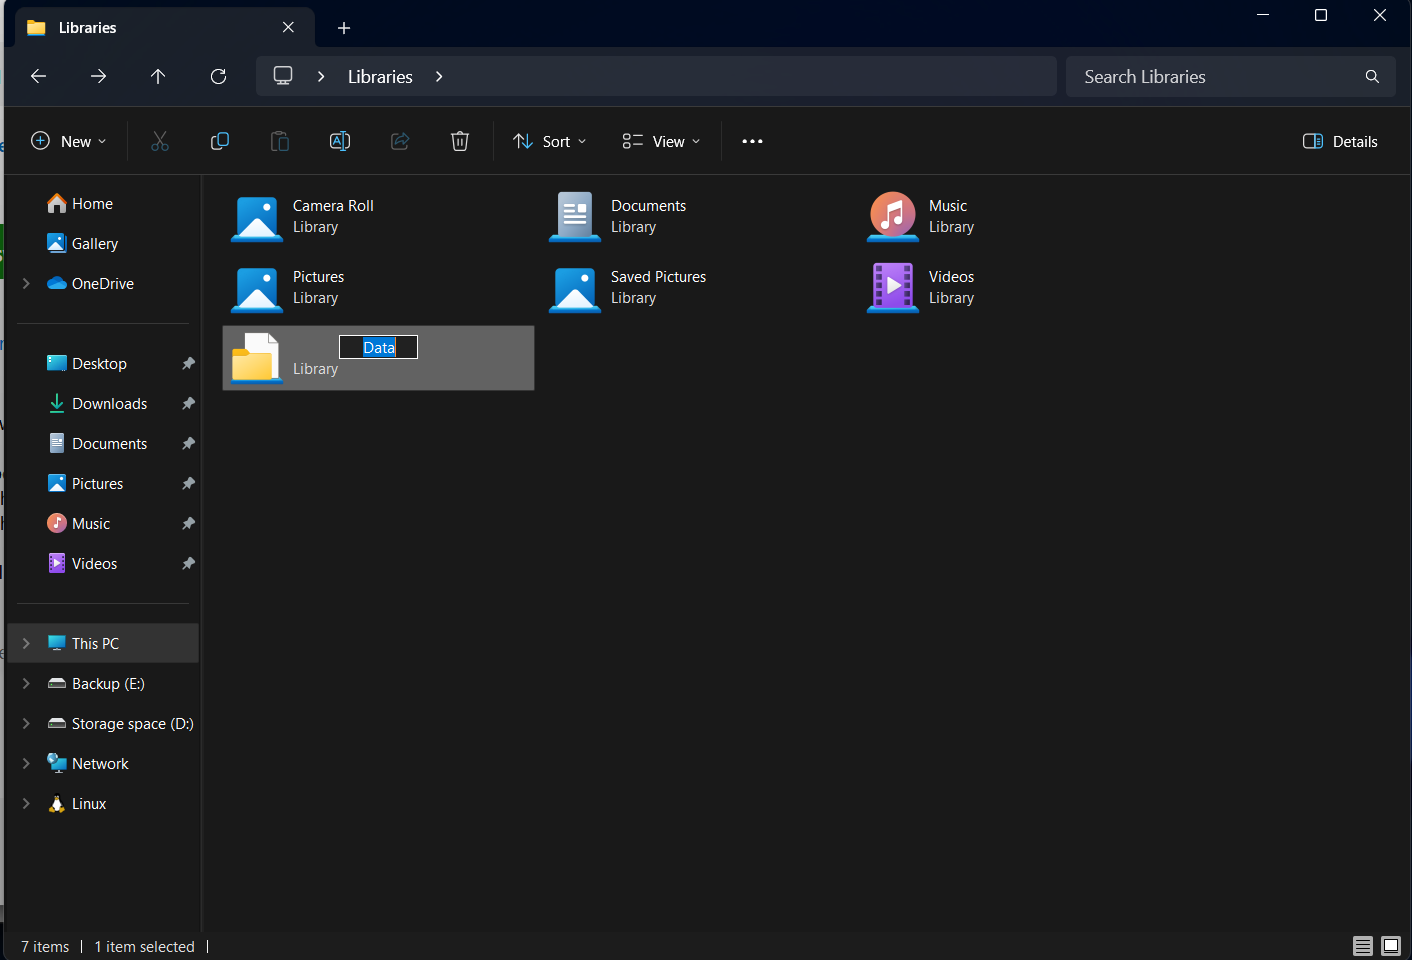 Libraries
Libraries
Search Libraries
New
Sort
View
Details
Home
Gallery
OneDrive
Desktop
Downloads
Documents
Pictures
Music
Videos
This PC
Backup (E:)
Storage space (D:)
Network
Linux
Camera Roll
Library
Documents
Library
Music
Library
Pictures
Library
Saved Pictures
Library
Videos
Library
Data
Library
7 items
1 item selected